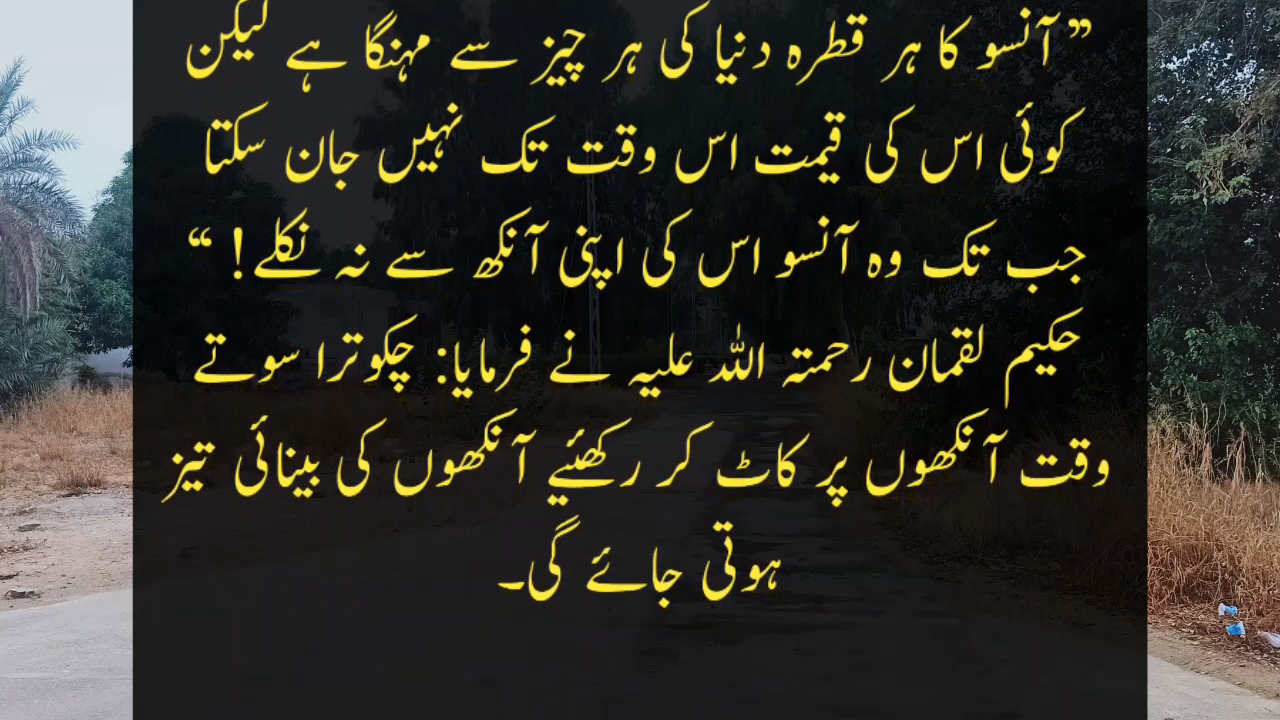 ” آنسو کا ہر قطرہ دنیا کی ہر چیز سے مہنگا ہے لیکن
کوئی اس کی قیمت اس وقت تک نہیں جان سکتا
جب تک وہ آنسو اس کی اپنی آنکھ سے نہ نکلے! “
حکیم لقمان رحمتہ اللہ علیہ نے فرمایا: چکوترا سوتے
وقت آنکھوں پر کاٹ کر رکھئیے آنکھوں کی بینائی تیز
ہوتی جائے گی۔